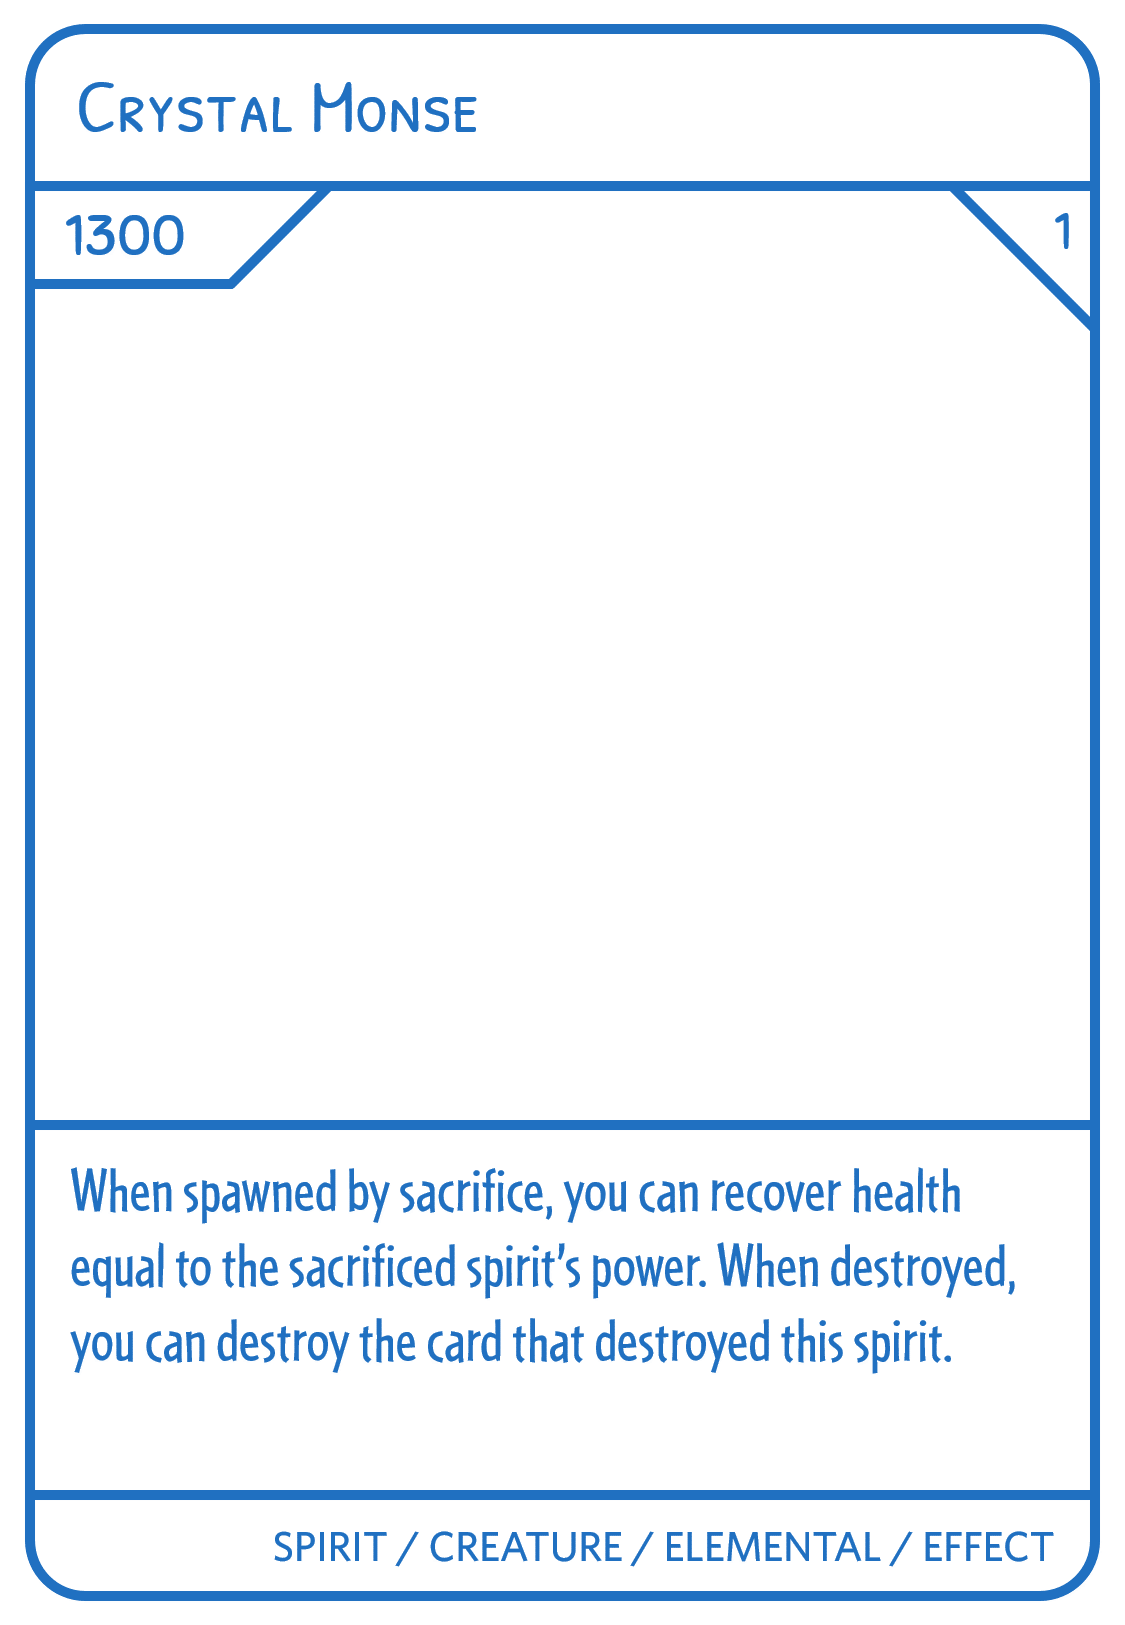 Crystal Monse
1300
1
When spawned by sacrifice, you can recover health
equal to the sacrificed spirit’s power. When destroyed,
you can destroy the card that destroyed this spirit.
SPIRIT / CREATURE / ELEMENTAL / EFFECT